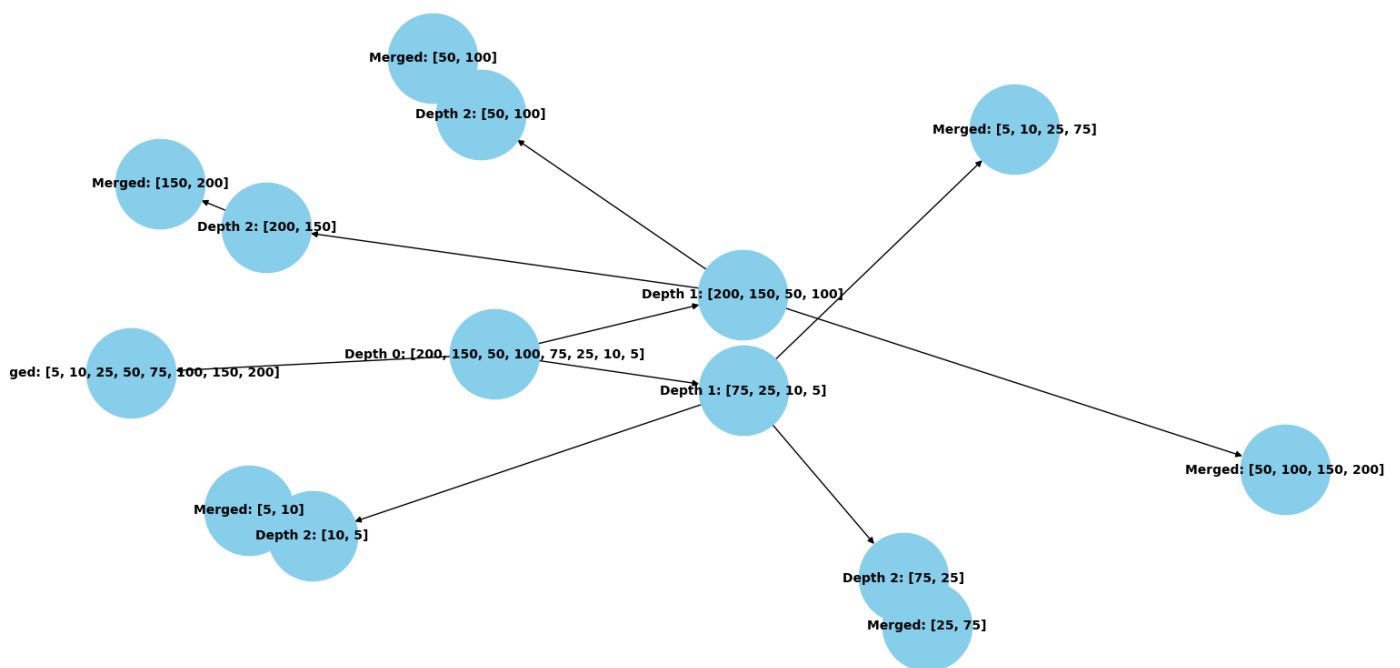 Merged: [50, 100]
Depth 2: [50, 100]
Merged: [5, 10, 25, 75]
Merged: [150, 200]
Depth 2: [200, 150]
Depth 1: [200, 150, 50, 100]
Depth 0: [200, 150, 50, 100, 75, 25, 10, 5]
ged: [5, 10, 25, 50, 75, 100, 150, 200]
Depth 1: [75, 25, 10, 5]
Merged: [50, 100, 150, 200]
Merged: [5, 10]
Depth 2: [10, 5]
Depth 2: [75, 25]
Merged: [25, 75]